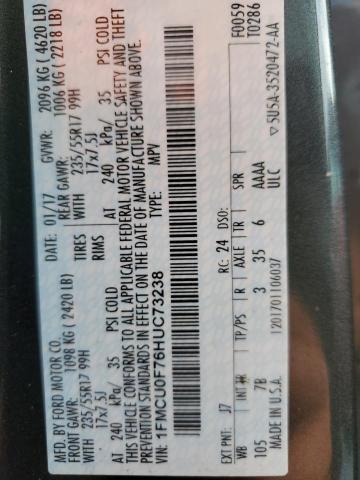 MFD. BY FORD MOTOR CO.
DATE: 01/17 GVWR: 2096 KG ( 4620 LB)
FRONT GAWR: 1098 KG ( 2420 LB) REAR GAWR: 1006 KG ( 2218 LB)
WITH 235/55R17 99H TIRES WITH 235/55R17 99H
17x7.5J RIMS 17x7.5J
AT 240 kPa/ 35 PSI COLD AT 240 kPa/ 35 PSI COLD
THIS VEHICLE CONFORMS TO ALL APPLICABLE FEDERAL MOTOR VEHICLE SAFETY AND THEFT
PREVENTION STANDARDS IN EFFECT ON THE DATE OF MANUFACTURE SHOWN ABOVE.
VIN: 1FMCU0F76HUC73238 TYPE: MPV
F0059
T0286
EXT PNT: J7 RC: 24 DSO:
WB INT TR TP/PS R AXLE TR SPR
105 7B 3 35 6 AAAA
MADE IN U.S.A. 1201701106037 ULC
5U5A-3520472-AA